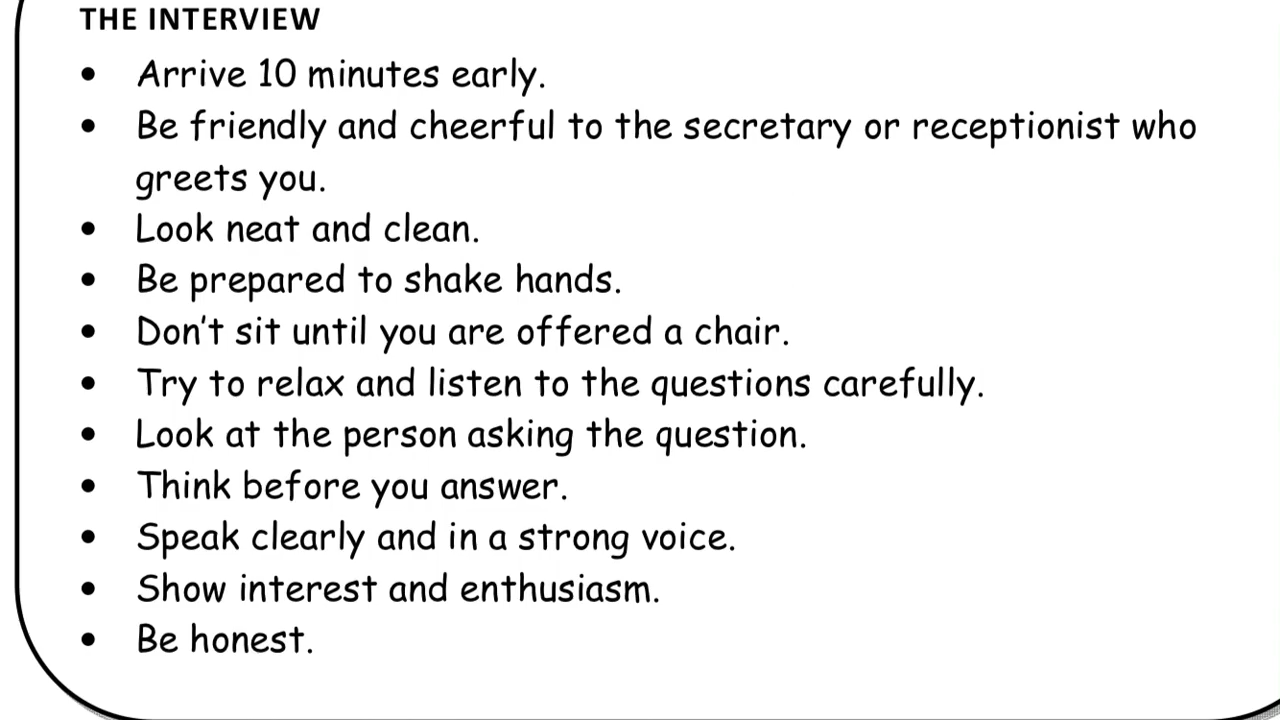 THE INTERVIEW
• Arrive 10 minutes early.
• Be friendly and cheerful to the secretary or receptionist who
greets you.
• Look neat and clean.
• Be prepared to shake hands.
• Don't sit until you are offered a chair.
• Try to relax and listen to the questions carefully.
• Look at the person asking the question.
• Think before you answer.
• Speak clearly and in a strong voice.
• Show interest and enthusiasm.
• Be honest.